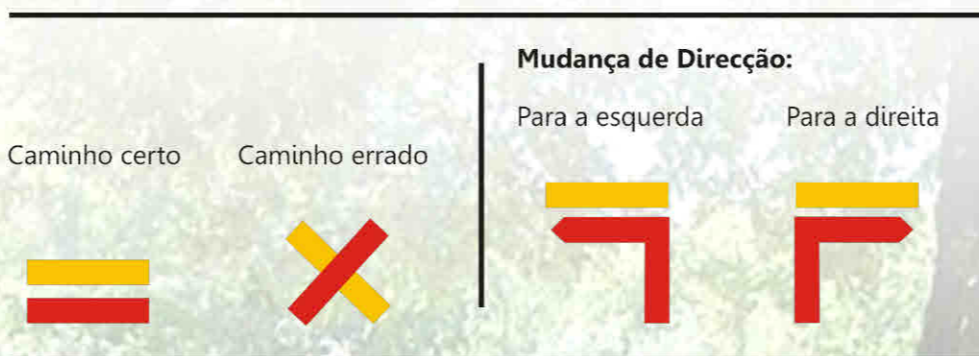 Caminho certo
Caminho errado
Mudança de Direcção:
Para a esquerda
Para a direita